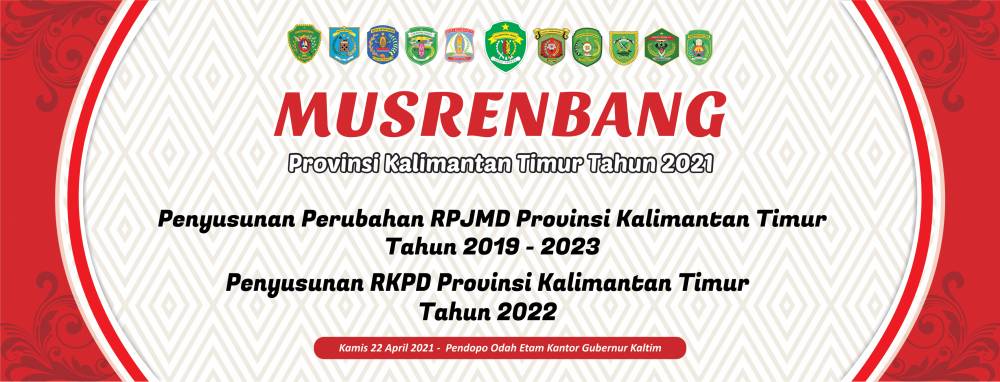 MUSRENBANG
Provinsi Kalimantan Timur Tahun 2021
Penyusunan Perubahan RPJMD Provinsi Kalimantan Timur
Tahun 2019 - 2023
Penyusunan RKPD Provinsi Kalimantan Timur
Tahun 2022
Kamis 22 April 2021 - Pendopo Odah Etam Kantor Gubernur Kaltim